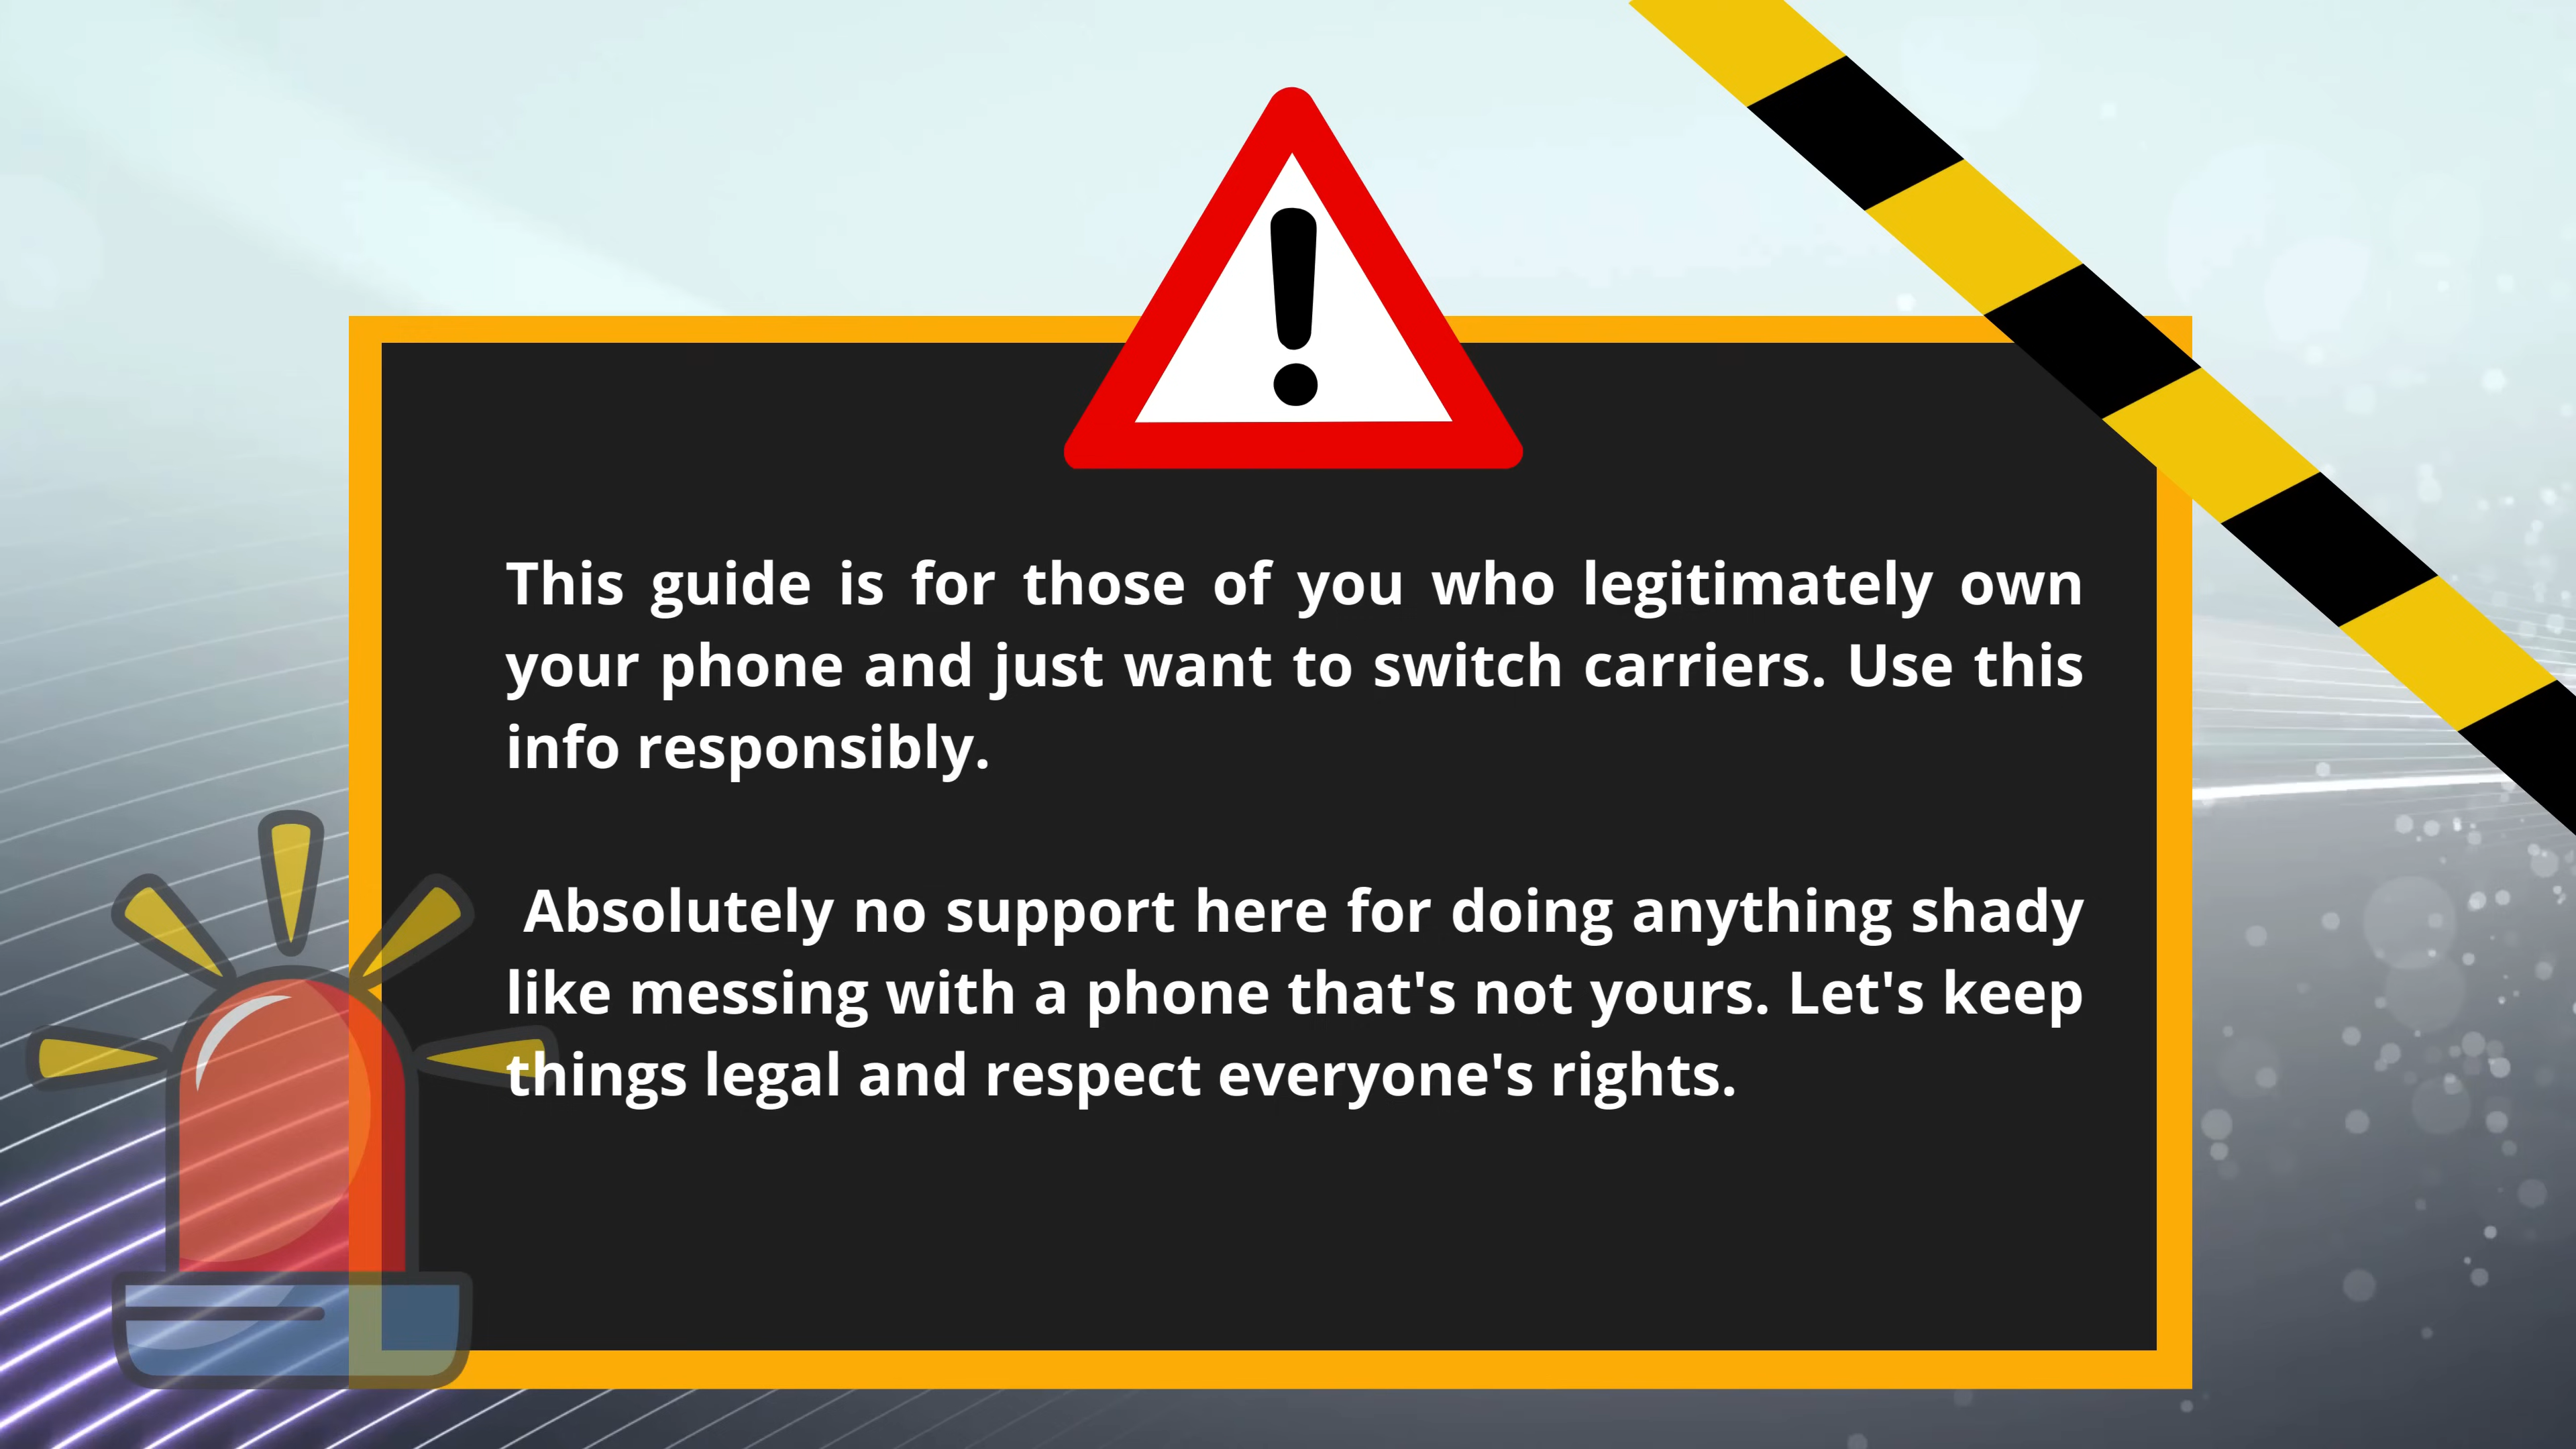 This guide is for those of you who legitimately own
your phone and just want to switch carriers. Use this
info responsibly.
Absolutely no support here for doing anything shady
like messing with a phone that's not yours. Let's keep
things legal and respect everyone's rights.